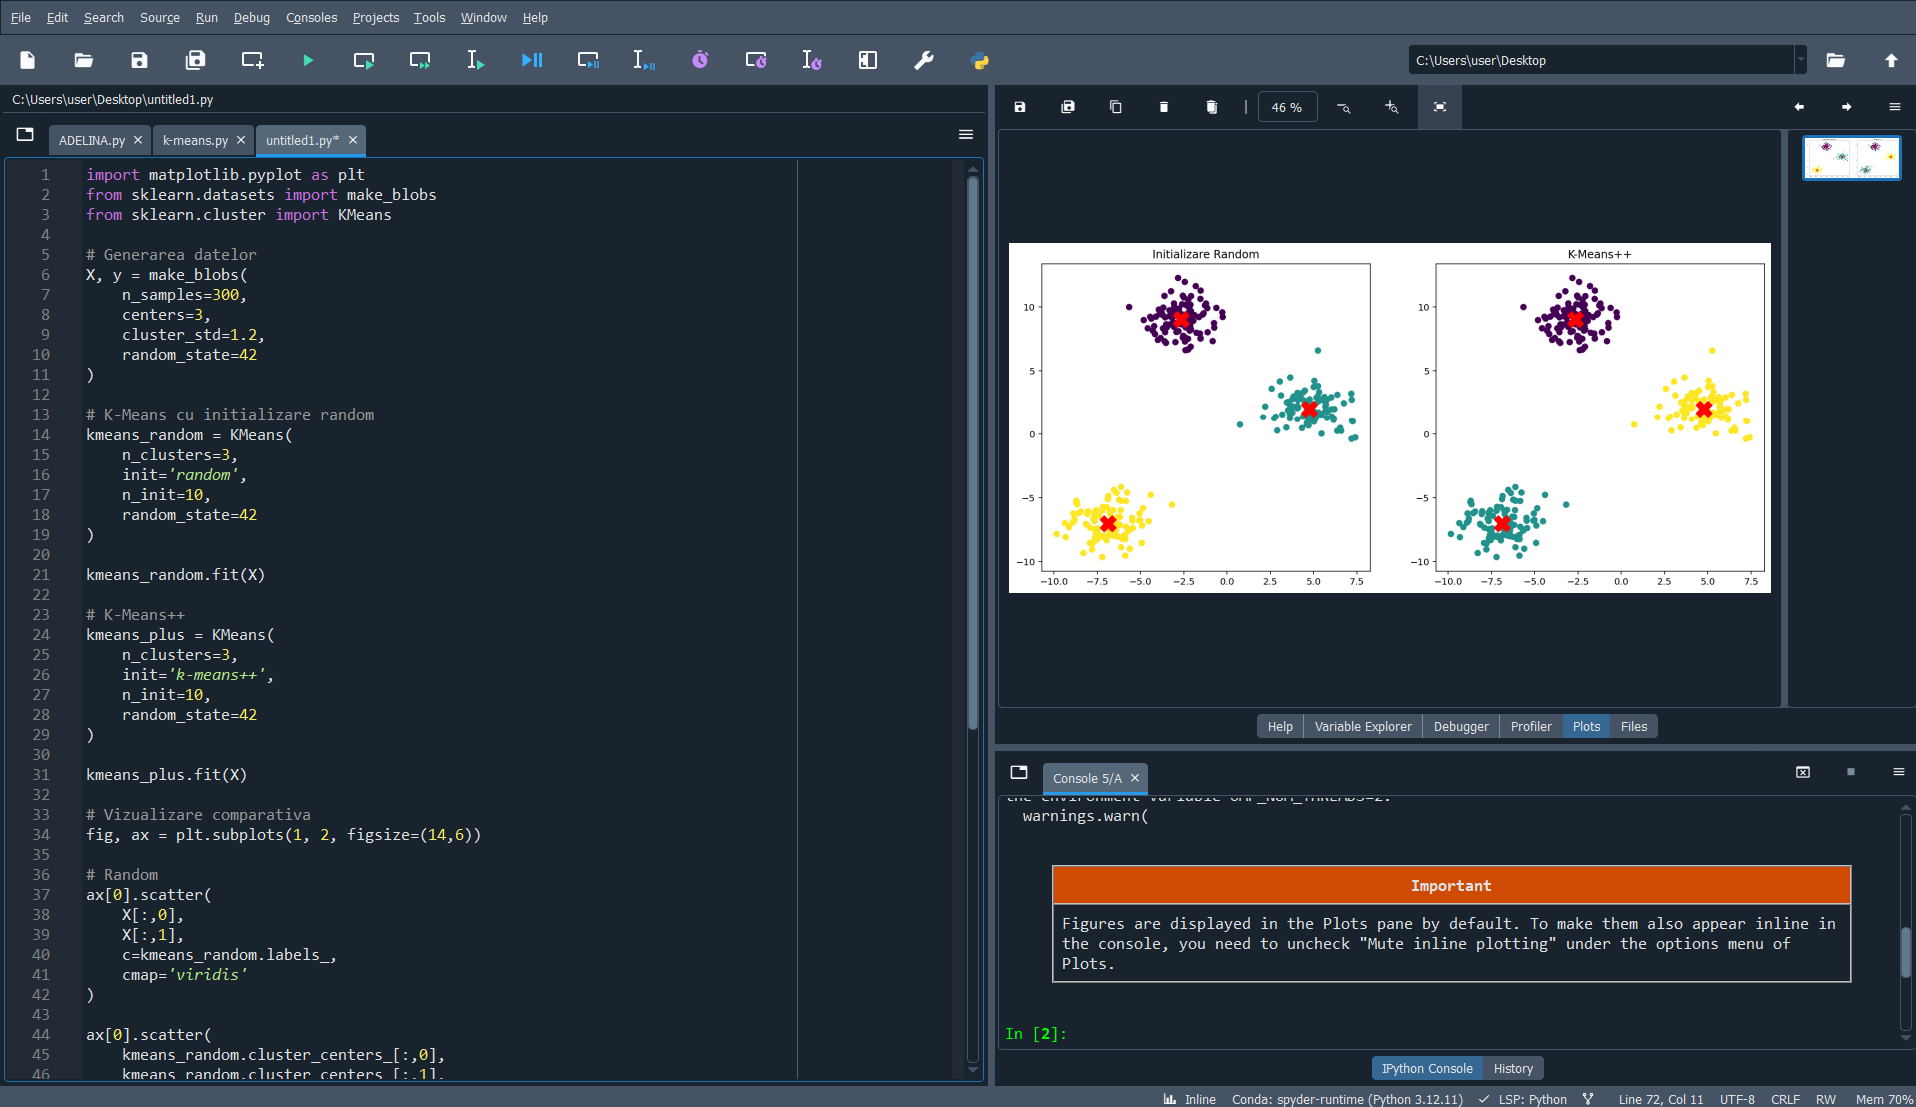 File Edit Search Source Run Debug Consoles Projects Tools Window Help
C:\Users\user\Desktop
C:\Users\user\Desktop\untitled1.py
ADELINA.py
k-means.py
untitled1.py*
1 import matplotlib.pyplot as plt
2 from sklearn.datasets import make_blobs
3 from sklearn.cluster import KMeans
4
5 # Generarea datelor
6 X, y = make_blobs(
7 n_samples=300,
8 centers=3,
9 cluster_std=1.2,
10 random_state=42
11 )
12
13 # K-Means cu initializare random
14 kmeans_random = KMeans(
15 n_clusters=3,
16 init='random',
17 n_init=10,
18 random_state=42
19 )
20
21 kmeans_random.fit(X)
22
23 # K-Means++
24 kmeans_plus = KMeans(
25 n_clusters=3,
26 init='k-means++',
27 n_init=10,
28 random_state=42
29 )
30
31 kmeans_plus.fit(X)
32
33 # Vizualizare comparativa
34 fig, ax = plt.subplots(1, 2, figsize=(14,6))
35
36 # Random
37 ax[0].scatter(
38 X[:,0],
39 X[:,1],
40 c=kmeans_random.labels_,
41 cmap='viridis'
42 )
43
44 ax[0].scatter(
45 kmeans_random.cluster_centers_[:,0],
46 kmeans_random.cluster_centers_[:,1],
46 %
Initializare Random
10
5
0
−5
−10
−10.0 −7.5 −5.0 −2.5 0.0 2.5 5.0 7.5
K-Means++
10
5
0
−5
−10
−10.0 −7.5 −5.0 −2.5 0.0 2.5 5.0 7.5
Help Variable Explorer Debugger Profiler Plots Files
Console 5/A
the environment variable OMP_NUM_THREADS=2.
warnings.warn(
Important
Figures are displayed in the Plots pane by default. To make them also appear inline in
the console, you need to uncheck "Mute inline plotting" under the options menu of
Plots.
In [2]:
IPython Console History
Inline Conda: spyder-runtime (Python 3.12.11) LSP: Python Line 72, Col 11 UTF-8 CRLF RW Mem 70%